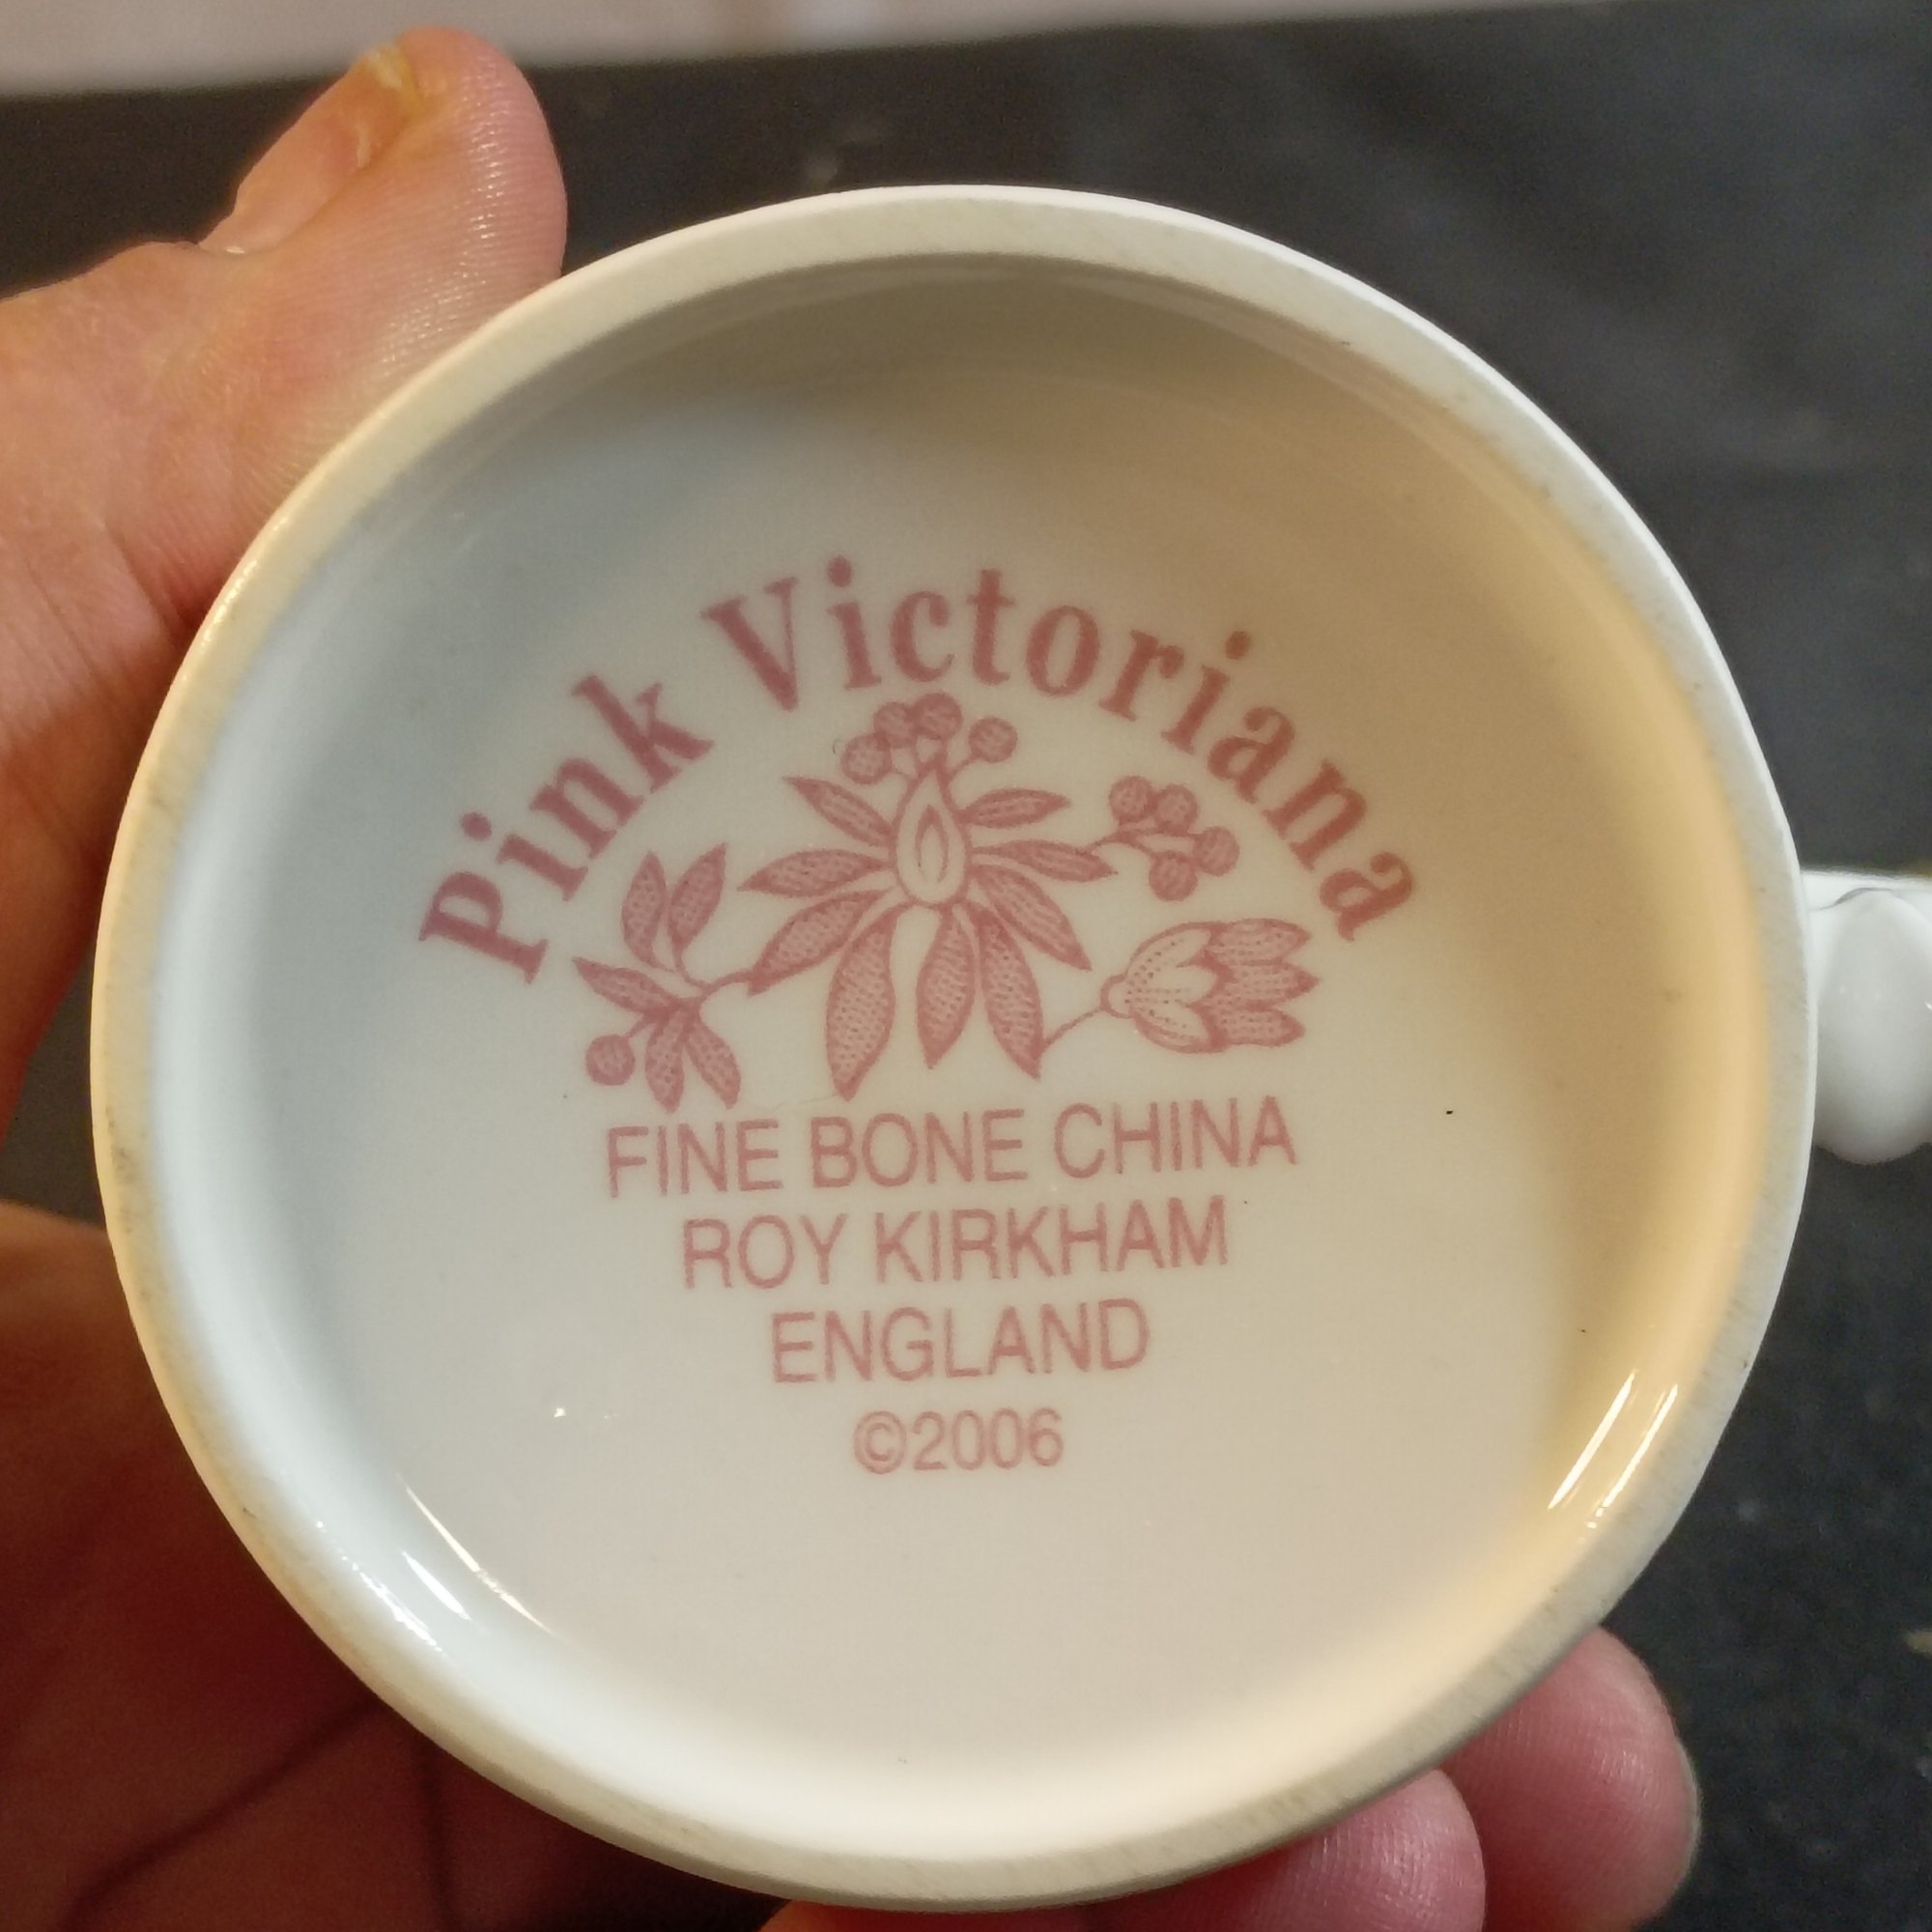 Pink Victoriana
FINE BONE CHINA
ROY KIRKHAM
ENGLAND
©2006